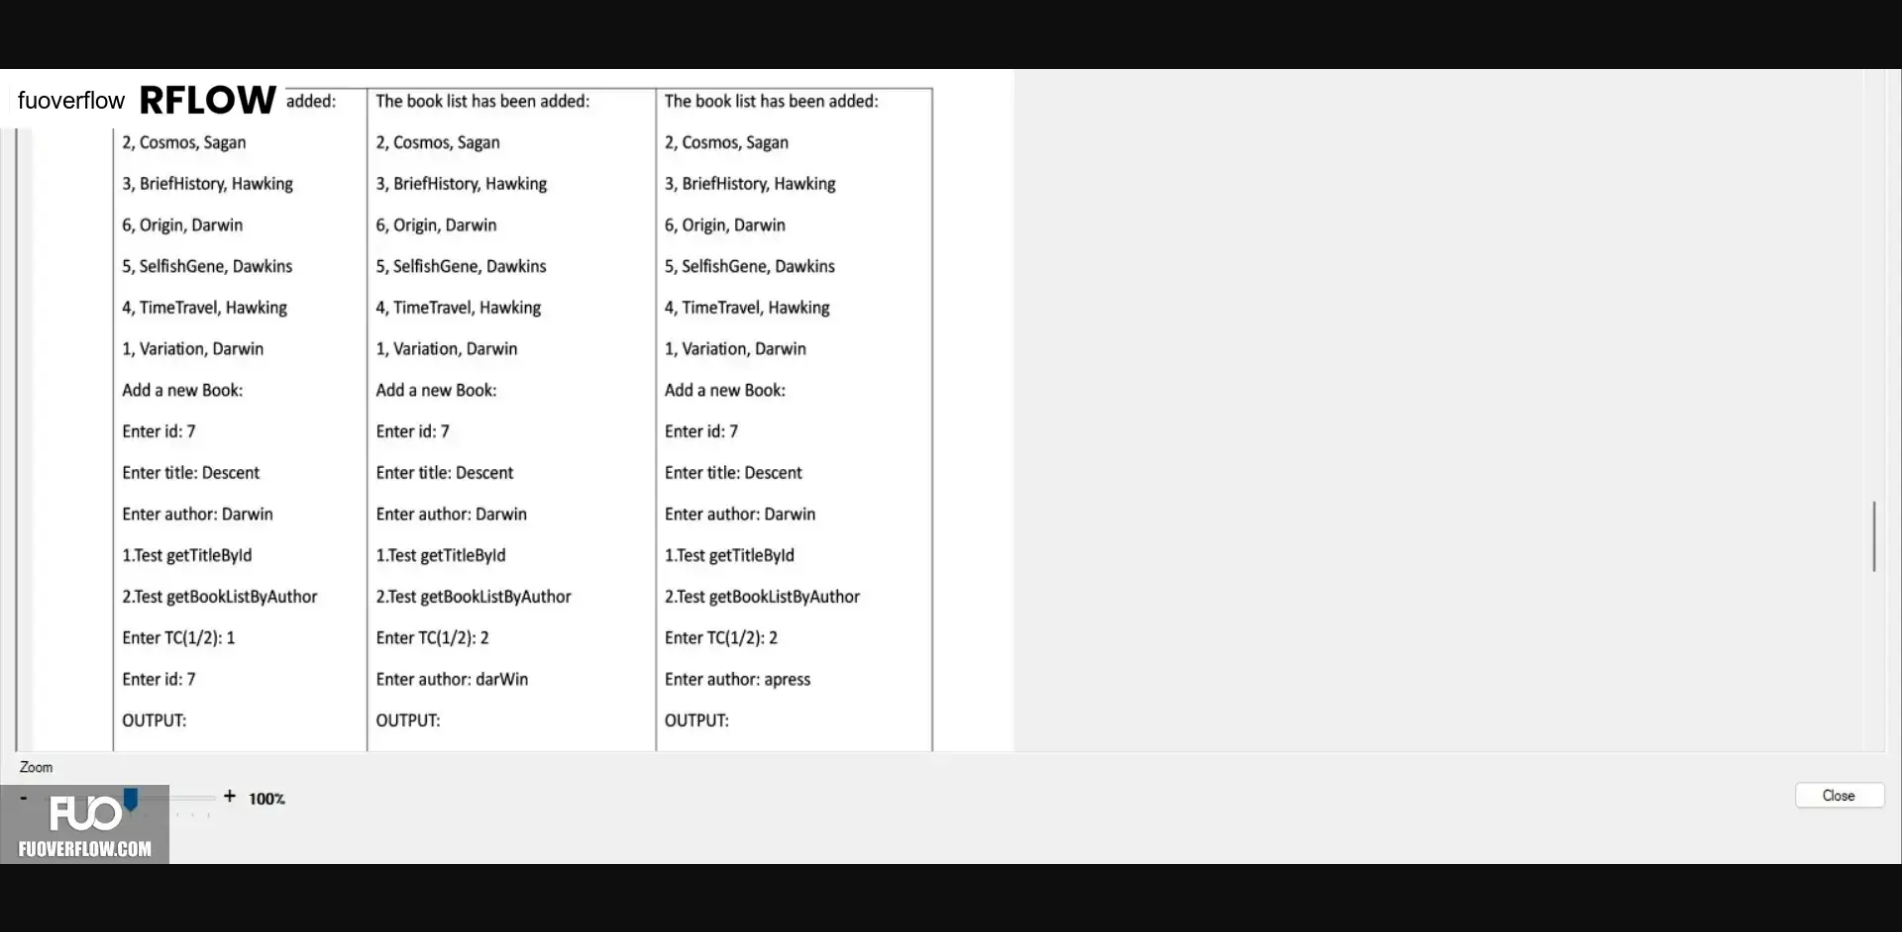 fuoverflow RFLOW added:
2, Cosmos, Sagan
3, BriefHistory, Hawking
6, Origin, Darwin
5, SelfishGene, Dawkins
4, TimeTravel, Hawking
1, Variation, Darwin
Add a new Book:
Enter id: 7
Enter title: Descent
Enter author: Darwin
1.Test getTitleById
2.Test getBookListByAuthor
Enter TC(1/2): 1
Enter id: 7
OUTPUT:
The book list has been added:
2, Cosmos, Sagan
3, BriefHistory, Hawking
6, Origin, Darwin
5, SelfishGene, Dawkins
4, TimeTravel, Hawking
1, Variation, Darwin
Add a new Book:
Enter id: 7
Enter title: Descent
Enter author: Darwin
1.Test getTitleById
2.Test getBookListByAuthor
Enter TC(1/2): 2
Enter author: darWin
OUTPUT:
The book list has been added:
2, Cosmos, Sagan
3, BriefHistory, Hawking
6, Origin, Darwin
5, SelfishGene, Dawkins
4, TimeTravel, Hawking
1, Variation, Darwin
Add a new Book:
Enter id: 7
Enter title: Descent
Enter author: Darwin
1.Test getTitleById
2.Test getBookListByAuthor
Enter TC(1/2): 2
Enter author: apress
OUTPUT:
Zoom
- + 100%
Close
FUO
FUOVERFLOW.COM